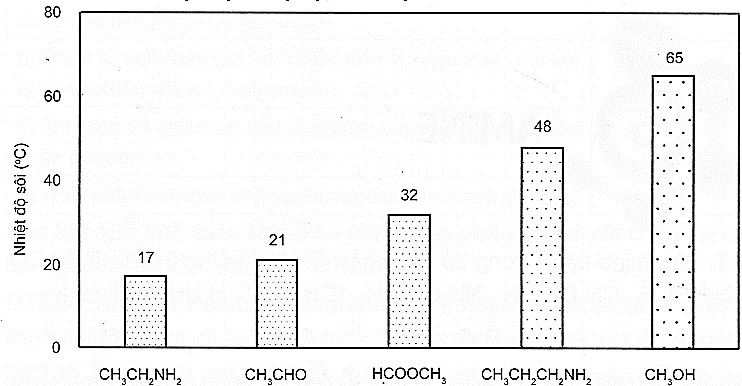 80
60
40
20
0
Nhiệt độ sôi (°C)
17
21
32
48
65
CH₃CH₂NH₂
CH₃CHO
HCOOCH₃
CH₃CH₂CH₂NH₂
CH₃OH